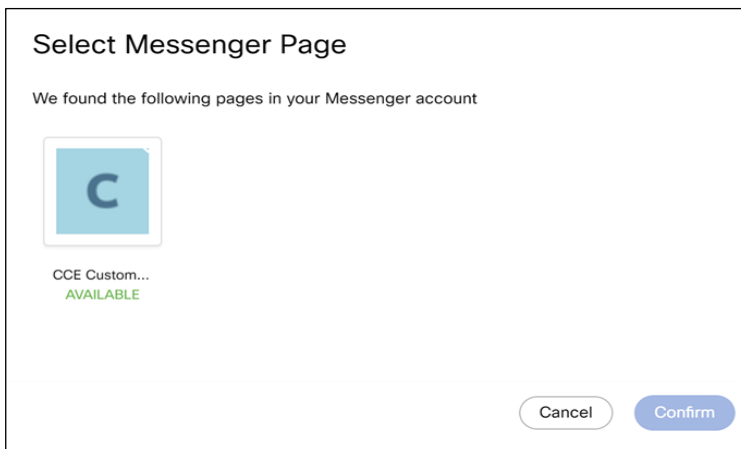 Select Messenger Page
We found the following pages in your Messenger account
C
CCE Custom...
AVAILABLE
Cancel Confirm